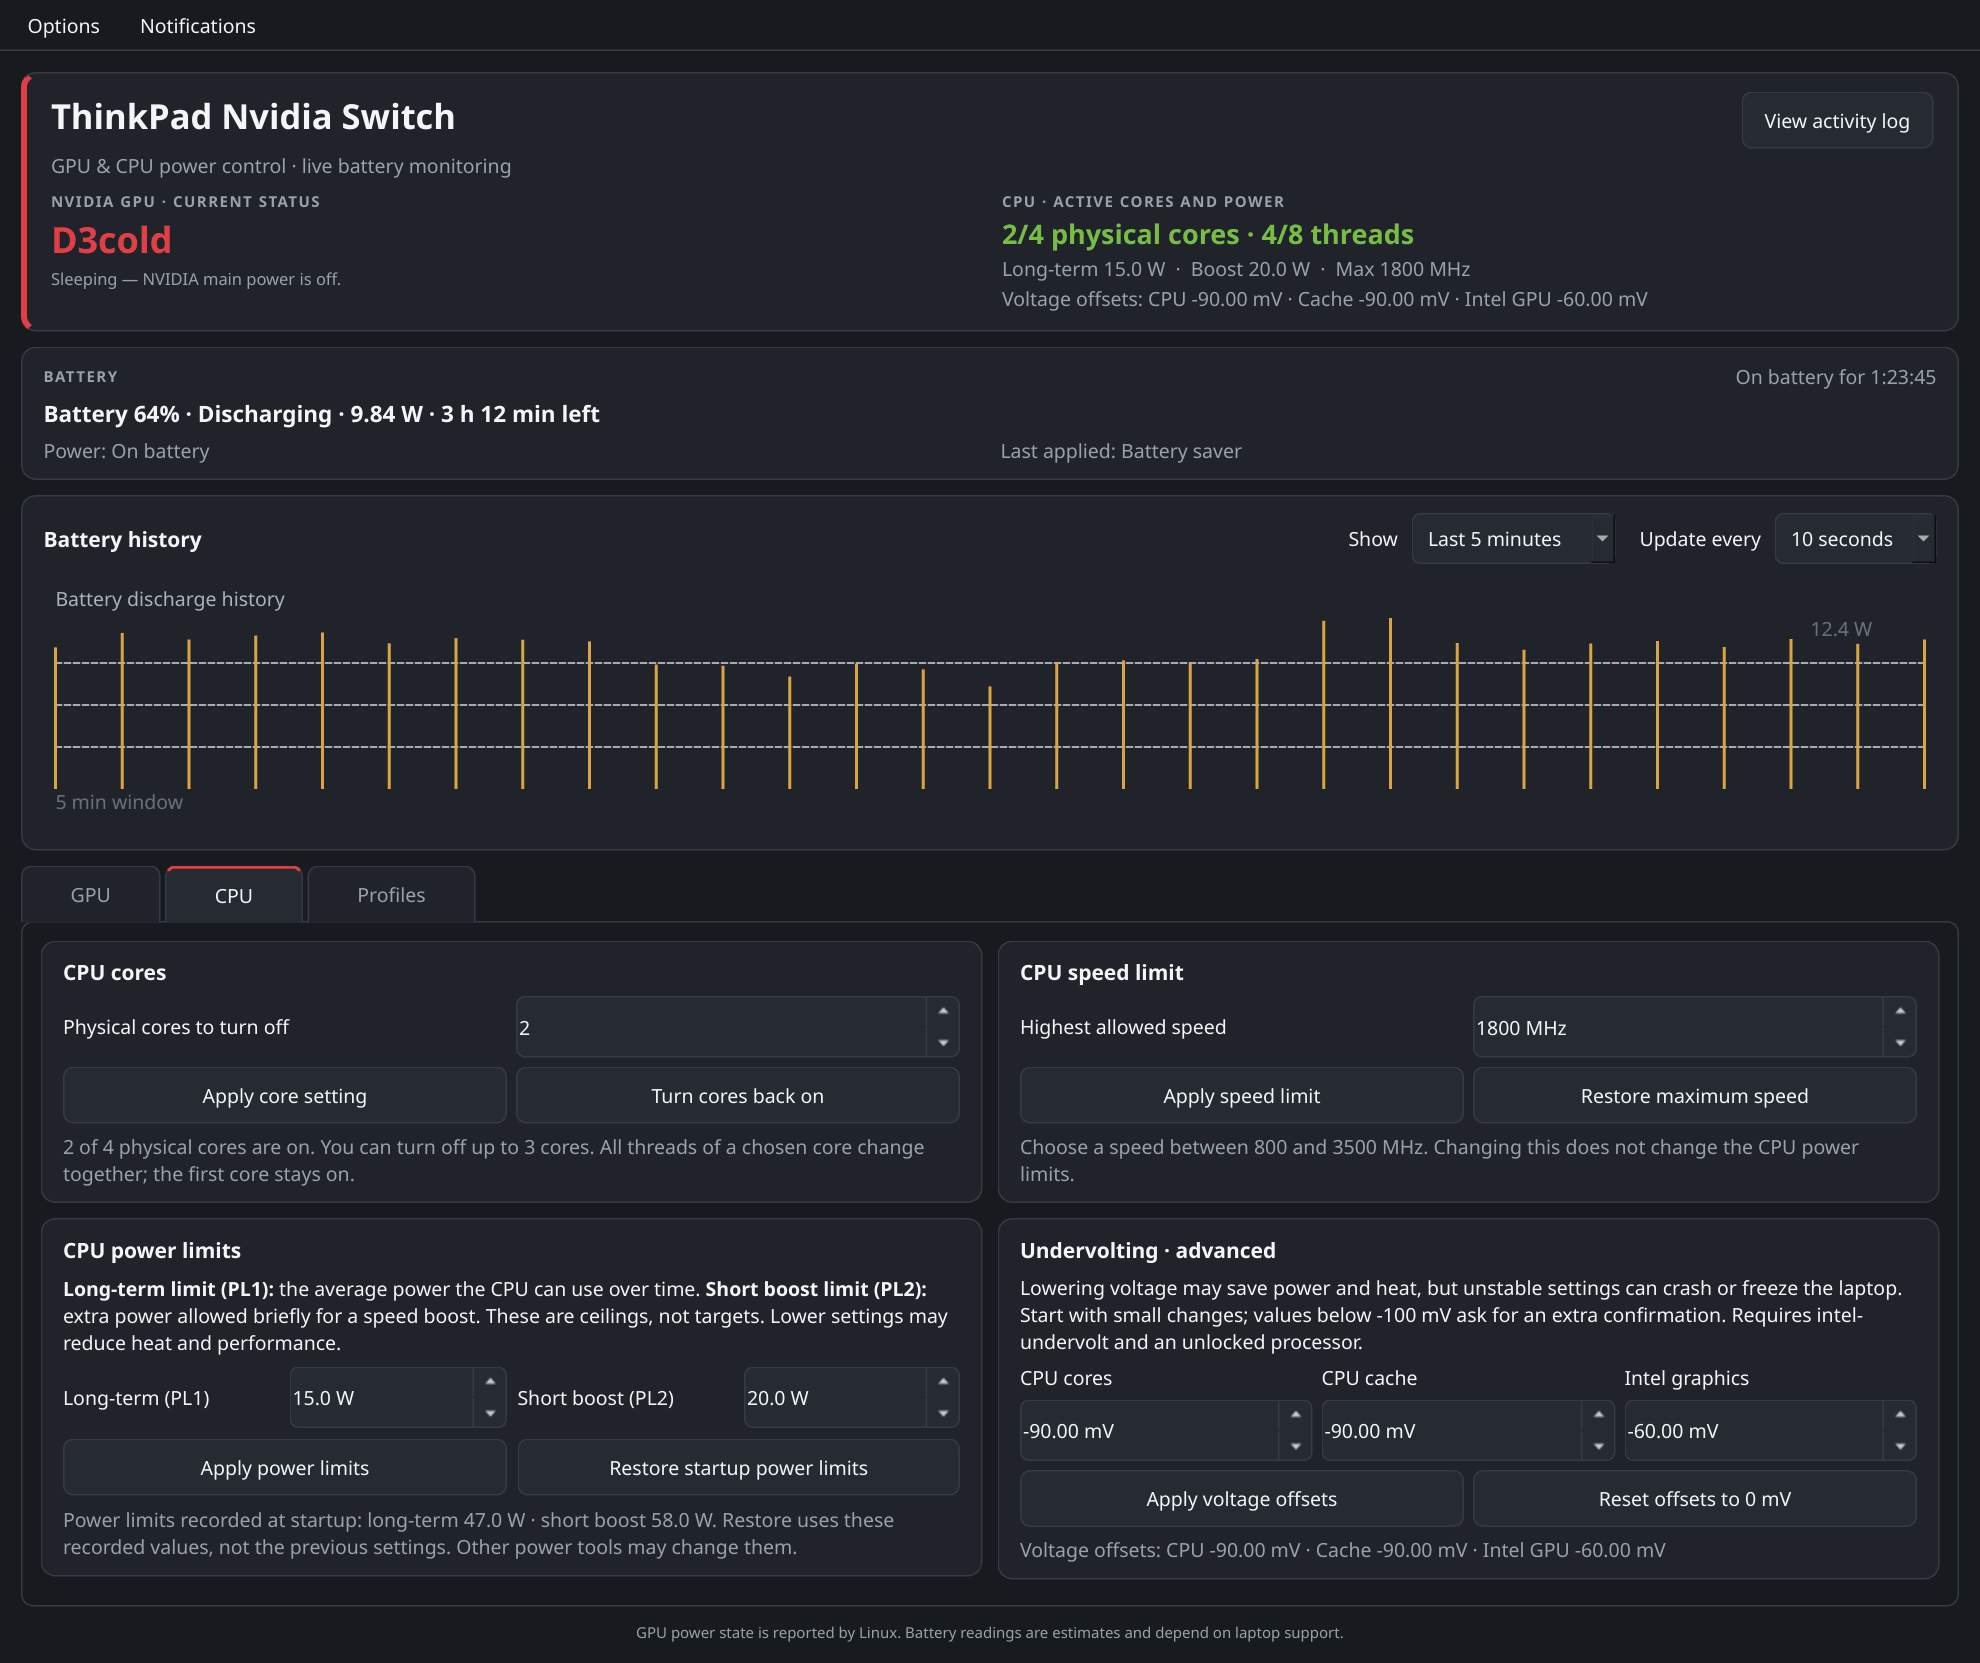 Options Notifications
ThinkPad Nvidia Switch
View activity log
GPU & CPU power control · live battery monitoring
NVIDIA GPU · CURRENT STATUS
D3cold
Sleeping — NVIDIA main power is off.
CPU · ACTIVE CORES AND POWER
2/4 physical cores · 4/8 threads
Long-term 15.0 W · Boost 20.0 W · Max 1800 MHz
Voltage offsets: CPU -90.00 mV · Cache -90.00 mV · Intel GPU -60.00 mV
BATTERY
On battery for 1:23:45
Battery 64% · Discharging · 9.84 W · 3 h 12 min left
Power: On battery
Last applied: Battery saver
Battery history
Show Last 5 minutes Update every 10 seconds
Battery discharge history
12.4 W
5 min window
GPU CPU Profiles
CPU cores
Physical cores to turn off 2
Apply core setting Turn cores back on
2 of 4 physical cores are on. You can turn off up to 3 cores. All threads of a chosen core change
together; the first core stays on.
CPU speed limit
Highest allowed speed 1800 MHz
Apply speed limit Restore maximum speed
Choose a speed between 800 and 3500 MHz. Changing this does not change the CPU power
limits.
CPU power limits
Long-term limit (PL1): the average power the CPU can use over time. Short boost limit (PL2):
extra power allowed briefly for a speed boost. These are ceilings, not targets. Lower settings may
reduce heat and performance.
Long-term (PL1) 15.0 W Short boost (PL2) 20.0 W
Apply power limits Restore startup power limits
Power limits recorded at startup: long-term 47.0 W · short boost 58.0 W. Restore uses these
recorded values, not the previous settings. Other power tools may change them.
Undervolting · advanced
Lowering voltage may save power and heat, but unstable settings can crash or freeze the laptop.
Start with small changes; values below -100 mV ask for an extra confirmation. Requires intel-
undervolt and an unlocked processor.
CPU cores CPU cache Intel graphics
-90.00 mV -90.00 mV -60.00 mV
Apply voltage offsets Reset offsets to 0 mV
Voltage offsets: CPU -90.00 mV · Cache -90.00 mV · Intel GPU -60.00 mV
GPU power state is reported by Linux. Battery readings are estimates and depend on laptop support.